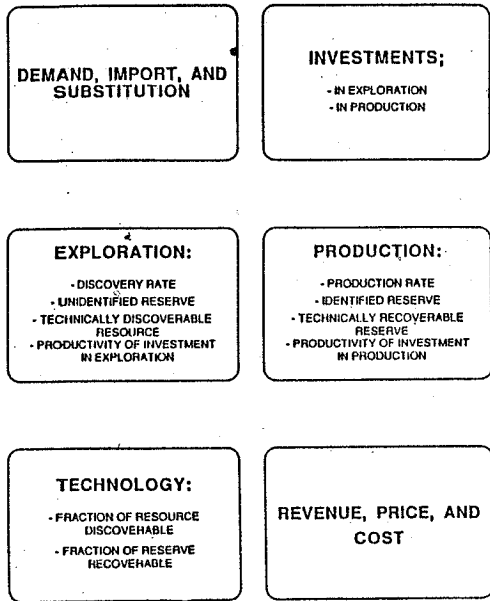 DEMAND, IMPORT, AND
SUBSTITUTION
INVESTMENTS;
- IN EXPLORATION
- IN PRODUCTION
EXPLORATION:
- DISCOVERY RATE
- UNIDENTIFIED RESERVE
- TECHNICALLY DISCOVERABLE
RESOURCE
- PRODUCTIVITY OF INVESTMENT
IN EXPLORATION
PRODUCTION:
- PRODUCTION RATE
- IDENTIFIED RESERVE
- TECHNICALLY RECOVERABLE
RESERVE
- PRODUCTIVITY OF INVESTMENT
IN PRODUCTION
TECHNOLOGY:
- FRACTION OF RESOURCE
DISCOVEHABLE
- FRACTION OF RESERVE
RECOVEHABLE
REVENUE, PRICE, AND
COST